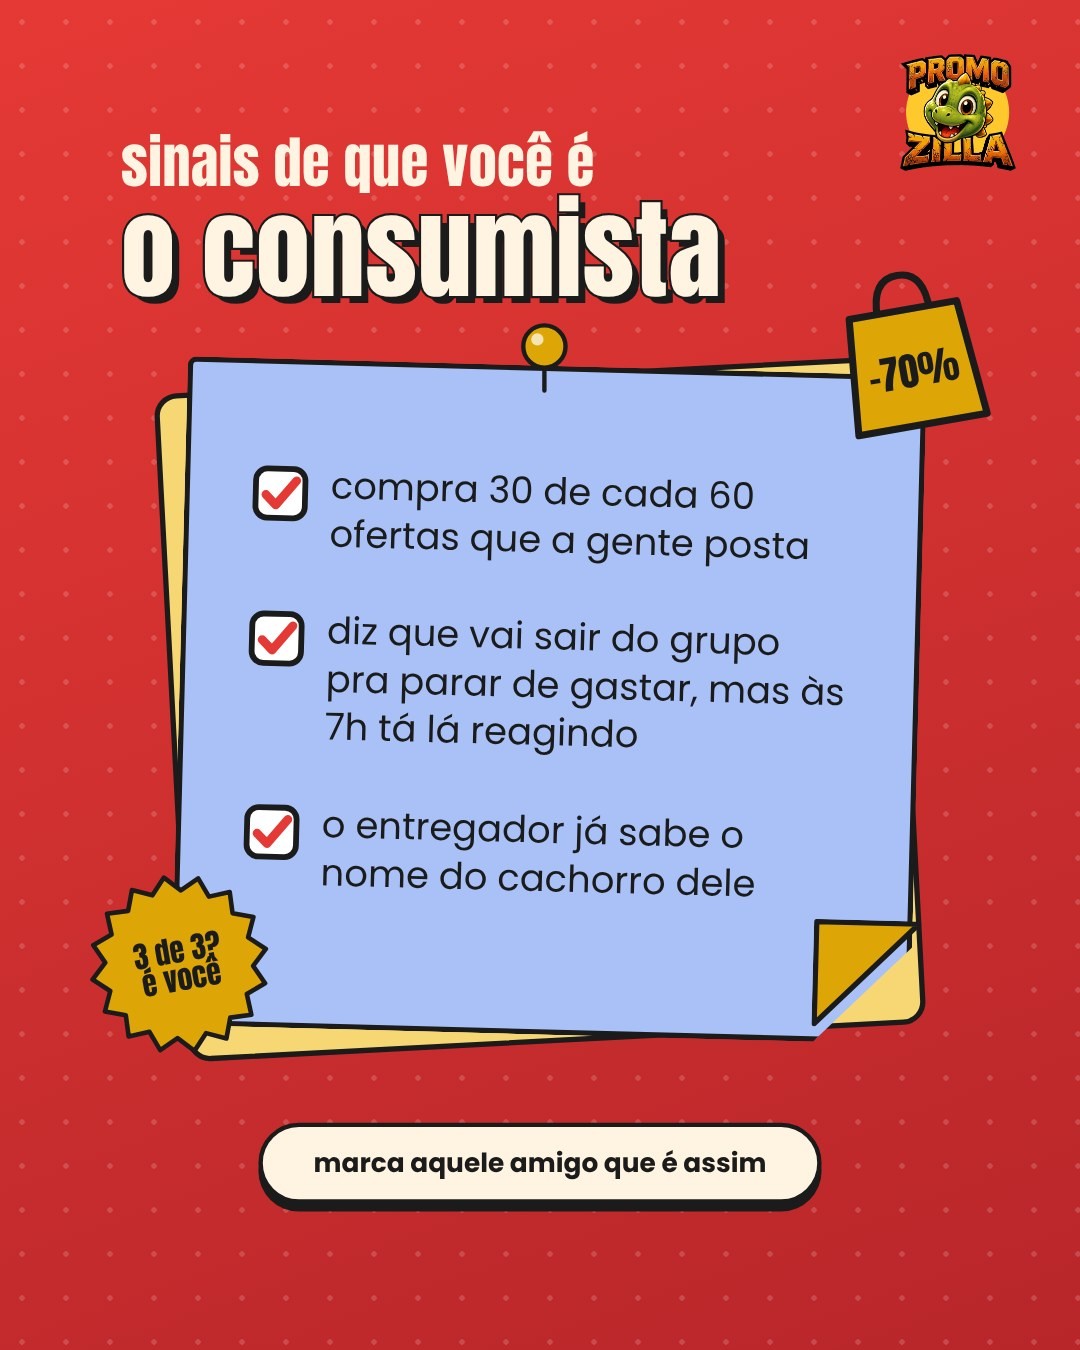 PROMO
ZILLA
sinais de que você é
o consumista
-70%
compra 30 de cada 60
ofertas que a gente posta
diz que vai sair do grupo
pra parar de gastar, mas às
7h tá lá reagindo
o entregador já sabe o
nome do cachorro dele
3 de 3?
é você
marca aquele amigo que é assim